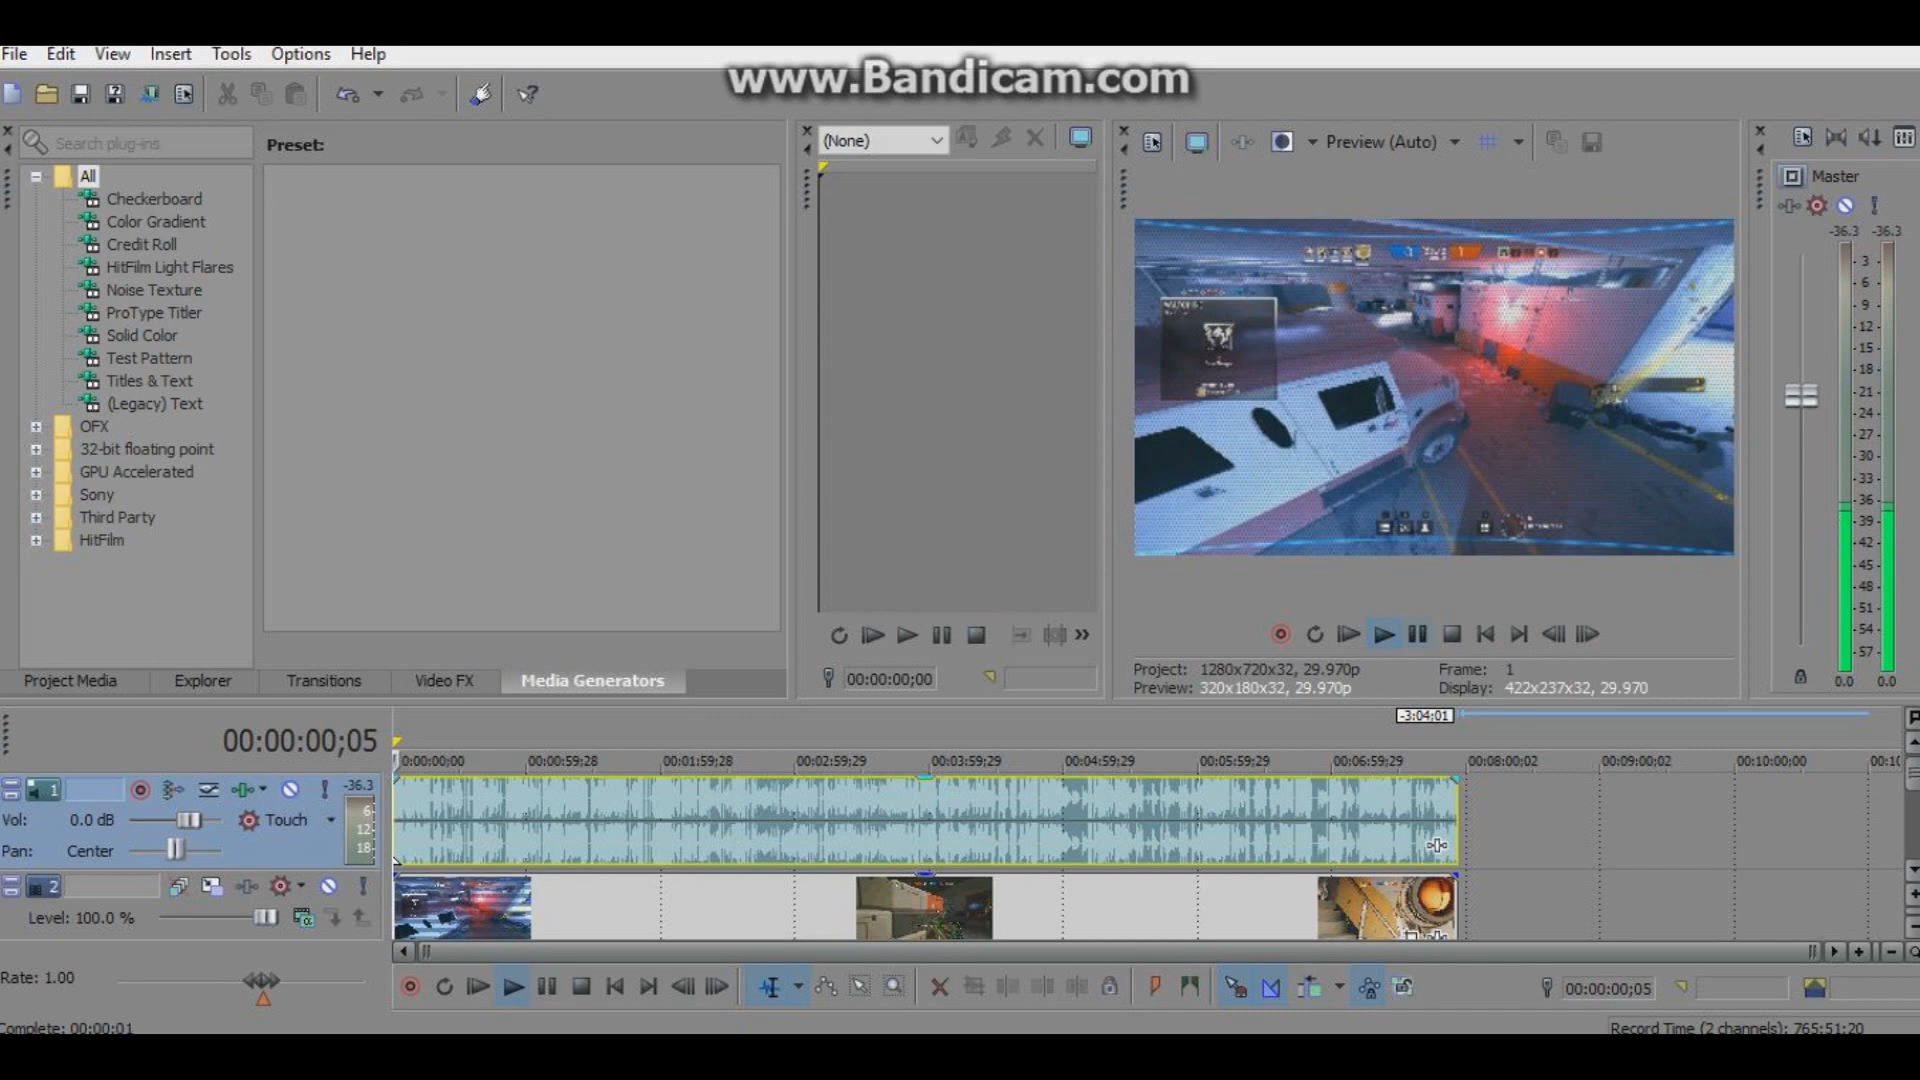 www.Bandicam.com
File Edit View Insert Tools Options Help
Search plug-ins
Preset:
All
Checkerboard
Color Gradient
Credit Roll
HitFilm Light Flares
Noise Texture
ProType Titler
Solid Color
Test Pattern
Titles & Text
(Legacy) Text
OFX
32-bit floating point
GPU Accelerated
Sony
Third Party
HitFilm
Project Media Explorer Transitions Video FX Media Generators
(None)
00:00:00;00
Preview (Auto)
Project: 1280x720x32, 29.970p
Preview: 320x180x32, 29.970p
Frame: 1
Display: 422x237x32, 29.970
Master
-36.3 -36.3
3
6
9
12
15
18
21
24
27
30
33
36
39
42
45
48
51
54
57
0.0 0.0
-3:04:01
00:00:00;05
0:00:00;00 00:00:59;28 00:01:59;28 00:02:59;29 00:03:59;29 00:04:59;29 00:05:59;29 00:06:59;29 00:08:00;02 00:09:00;02 00:10:00;00 00:10
1
-36.3
Vol: 0.0 dB Touch
6
12
18
Pan: Center
2
Level: 100.0 %
Rate: 1.00
00:00:00;05
Complete: 00:00:01
Record Time (2 channels): 765:51:20